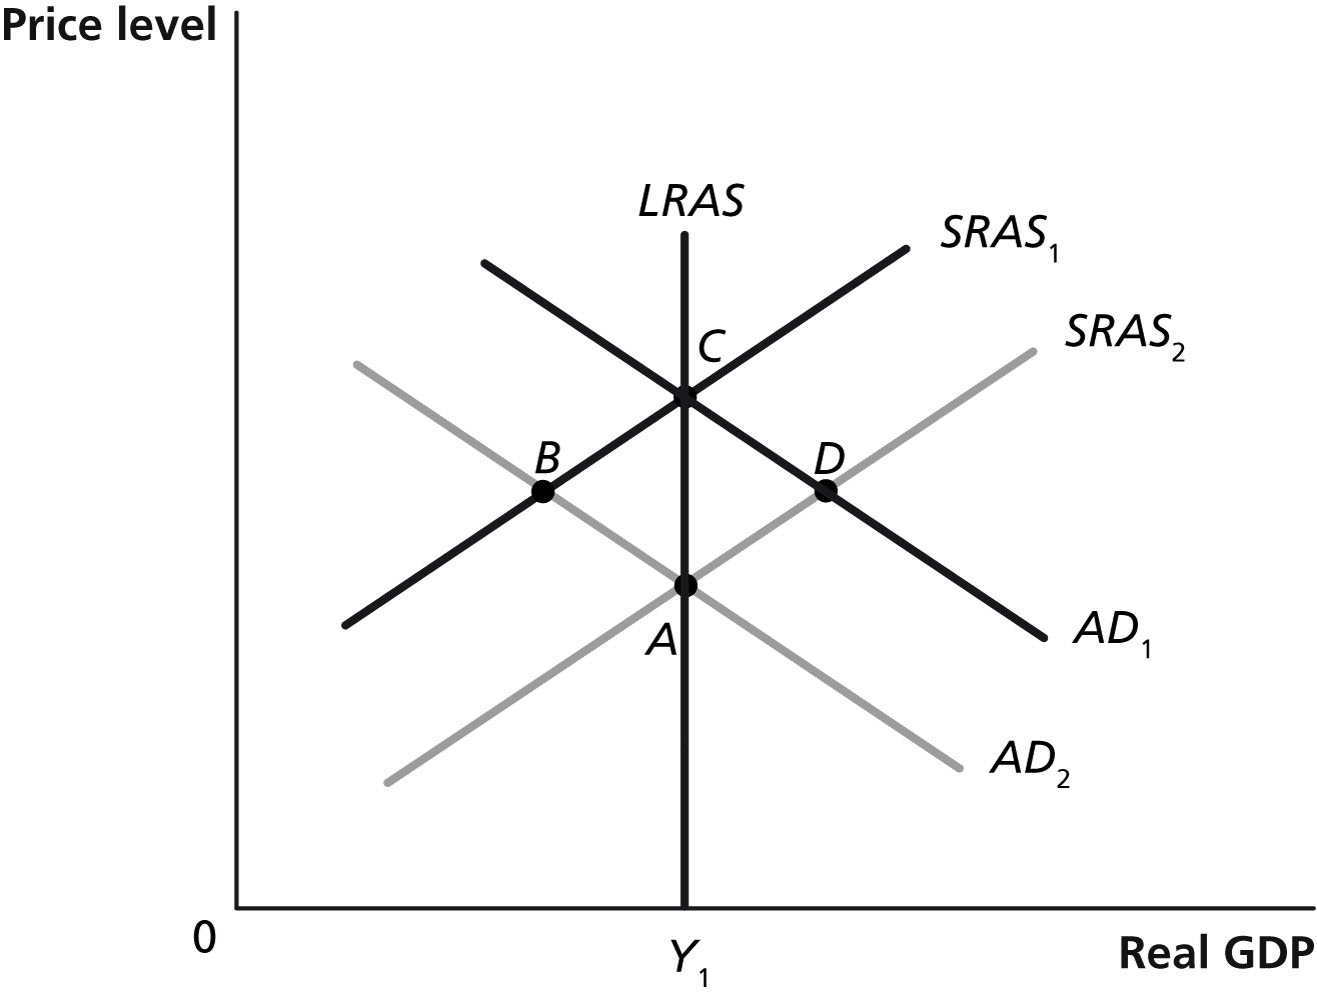 Price level
LRAS
SRAS1
SRAS2
C
B
D
A
AD1
AD2
0
Y1
Real GDP